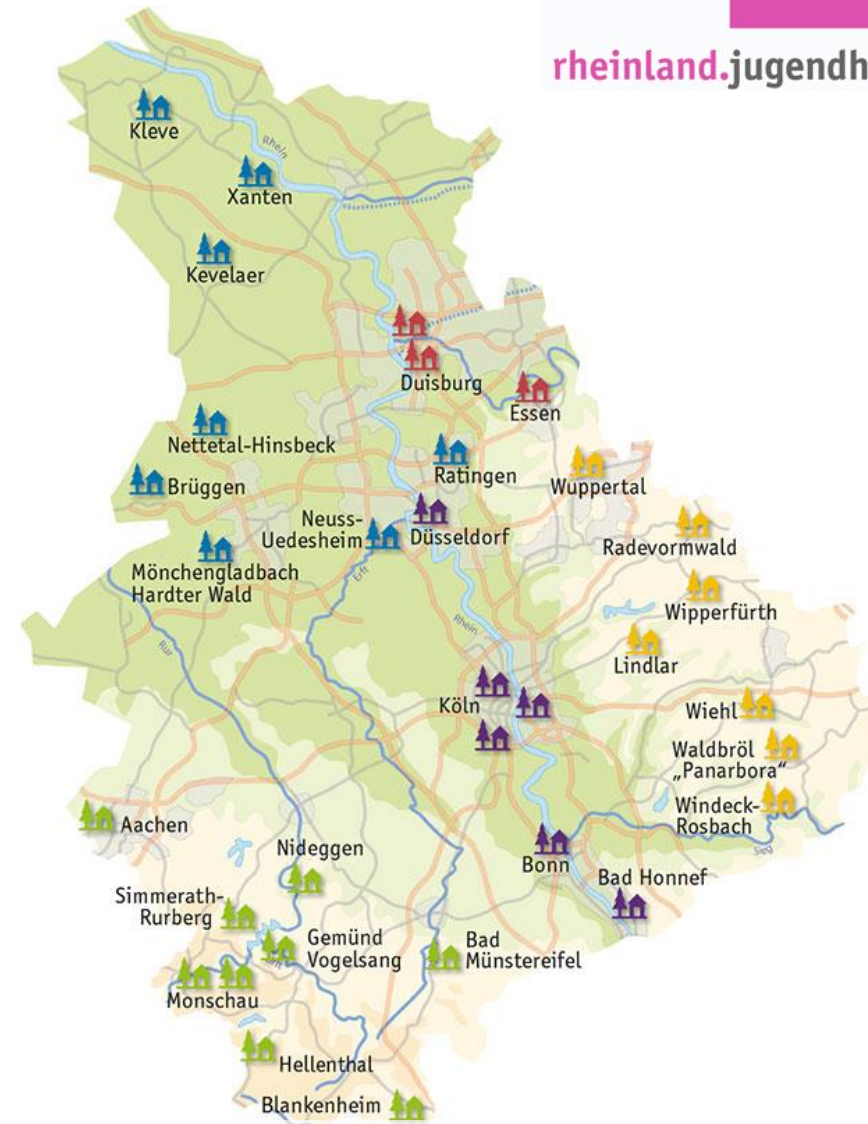 rheinland.jugendh
Kleve
Rhein
Xanten
Kevelaer
Duisburg
Essen
Nettetal-Hinsbeck
Ratingen
Brüggen
Wuppertal
Neuss-
Uedesheim
Düsseldorf
Radevormwald
Mönchengladbach
Hardter Wald
Erft
Wipperfürth
Rhein
Rur
Lindlar
Köln
Wiehl
Waldbröl
„Panarbora“
Windeck-
Rosbach
Aachen
Sieg
Nideggen
Bonn
Bad Honnef
Simmerath-
Rurberg
Gemünd
Vogelsang
Bad
Münstereifel
Monschau
Hellenthal
Blankenheim